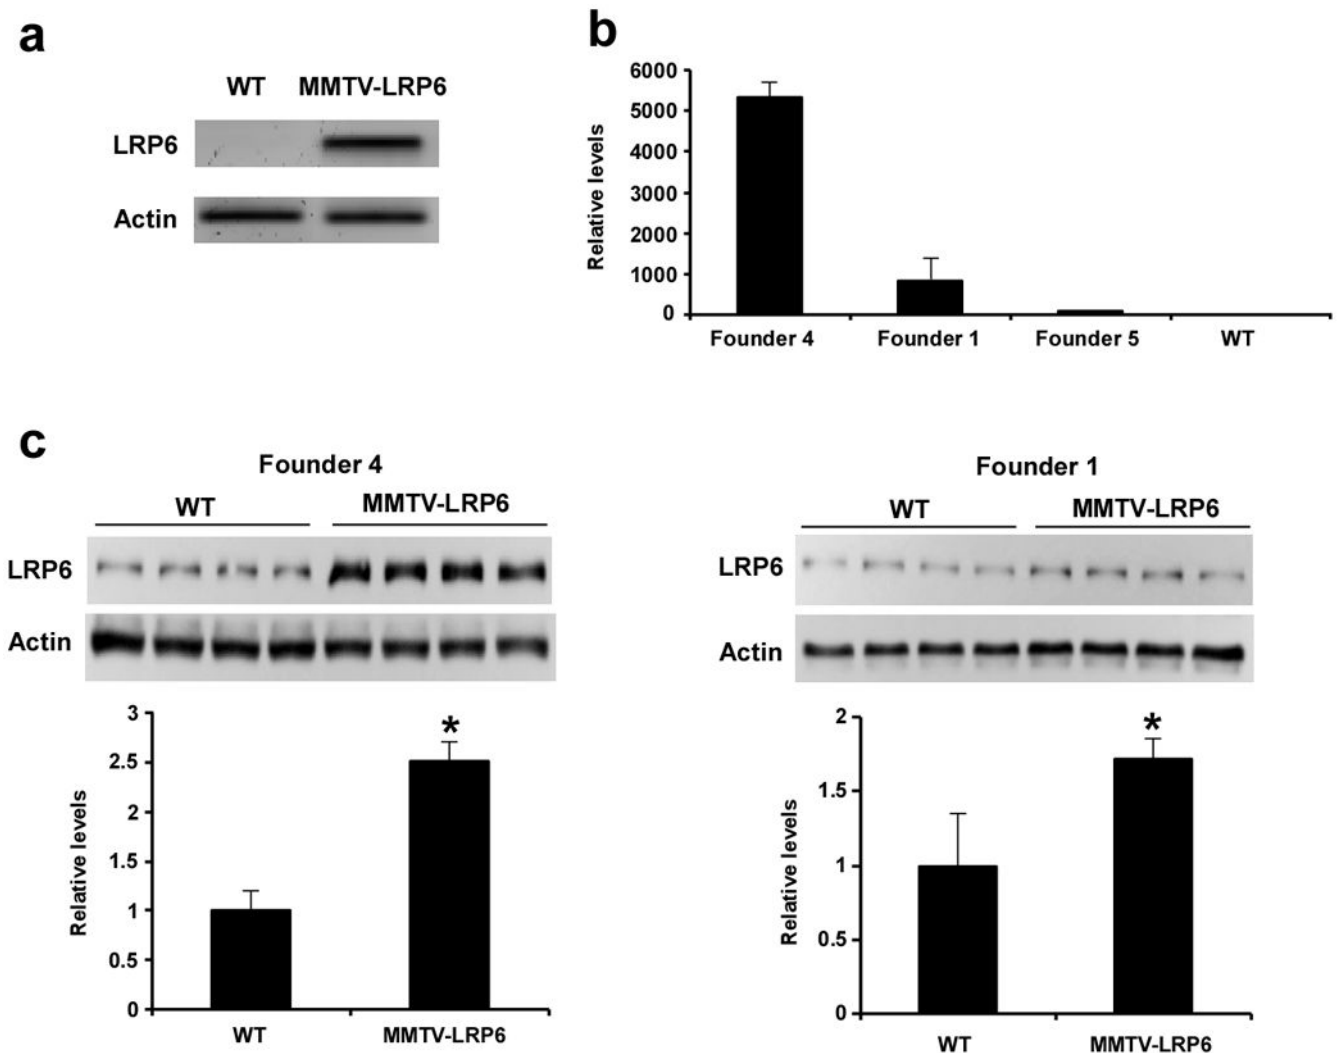 a
WT MMTV-LRP6
LRP6
Actin
b
Relative levels
6000
5000
4000
3000
2000
1000
0
Founder 4 Founder 1 Founder 5 WT
c
Founder 4
WT MMTV-LRP6
LRP6
Actin
Relative levels
3
2.5
2
1.5
1
0.5
0
*
WT MMTV-LRP6
Founder 1
WT MMTV-LRP6
LRP6
Actin
Relative levels
2
1.5
1
0.5
0
*
WT MMTV-LRP6